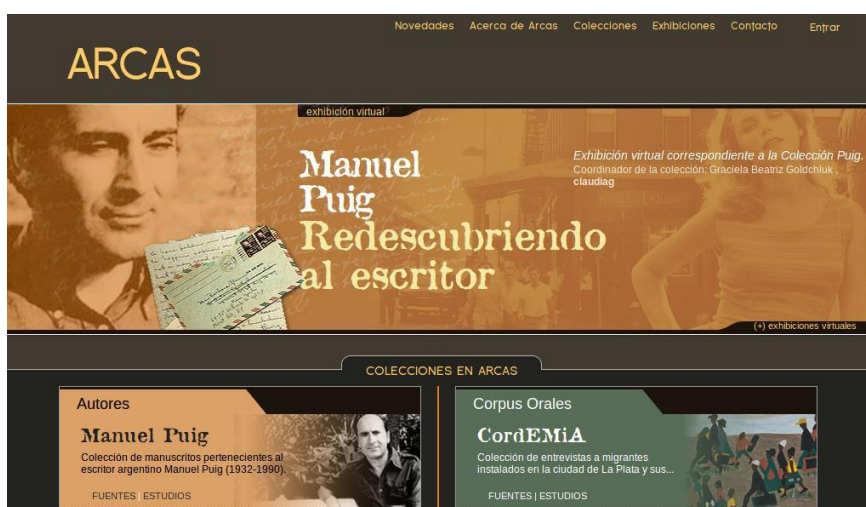 Novedades Acerca de Arcas Colecciones Exhibiciones Contacto Entrar
ARCAS
exhibición virtual
Manuel
Puig
Redescubriendo
al escritor
Exhibición virtual correspondiente a la Colección Puig.
Coordinador de la colección: Graciela Beatriz Goldchluk ,
claudiag
(+) exhibiciones virtuales
COLECCIONES EN ARCAS
Autores
Manuel Puig
Colección de manuscritos pertenecientes al
escritor argentino Manuel Puig (1932-1990).
FUENTES | ESTUDIOS
Corpus Orales
CordEMiA
Colección de entrevistas a migrantes
instalados en la ciudad de La Plata y sus...
FUENTES | ESTUDIOS